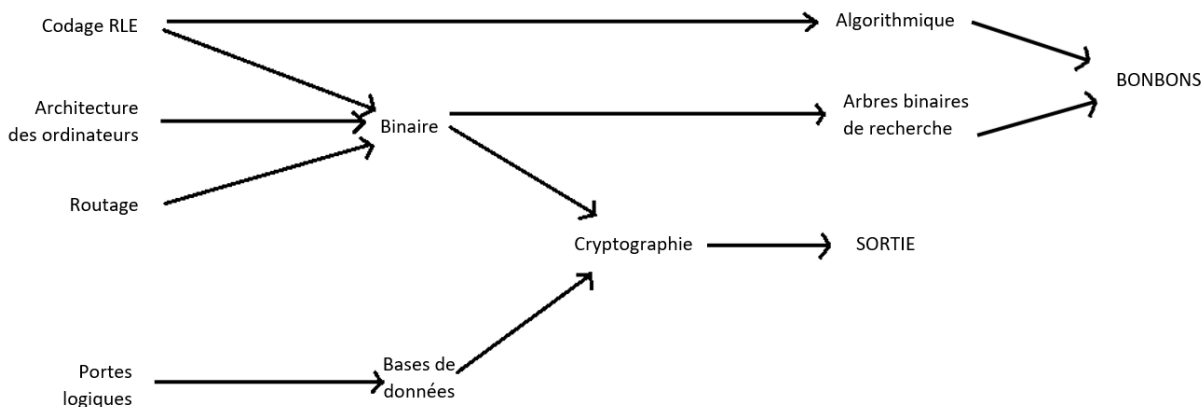 Codage RLE
Algorithmique
BONBONS
Architecture
des ordinateurs
Binaire
Arbres binaires
de recherche
Routage
Cryptographie
SORTIE
Portes
logiques
Bases de
données